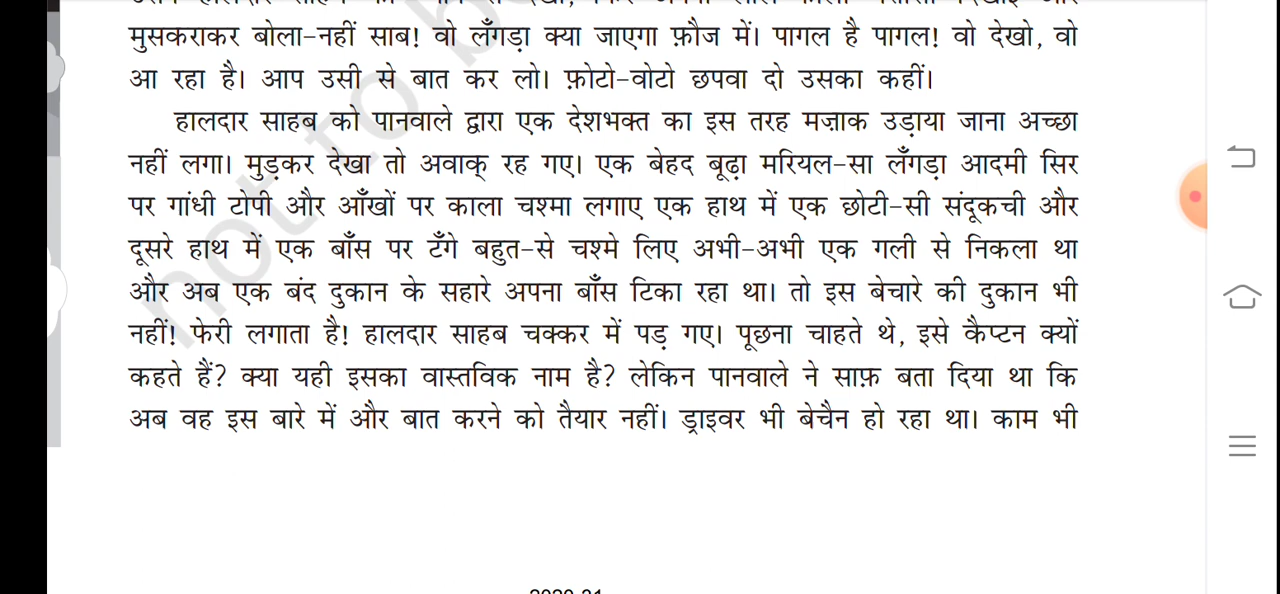 मुसकराकर बोला–नहीं साब! वो लँगड़ा क्या जाएगा फ़ौज में। पागल है पागल! वो देखो, वो
आ रहा है। आप उसी से बात कर लो। फ़ोटो–वोटो छपवा दो उसका कहीं।
हालदार साहब को पानवाले द्वारा एक देशभक्त का इस तरह मज़ाक उड़ाया जाना अच्छा
नहीं लगा। मुड़कर देखा तो अवाक् रह गए। एक बेहद बूढ़ा मरियल–सा लँगड़ा आदमी सिर
पर गांधी टोपी और आँखों पर काला चश्मा लगाए एक हाथ में एक छोटी–सी संदूकची और
दूसरे हाथ में एक बाँस पर टँगे बहुत–से चश्मे लिए अभी–अभी एक गली से निकला था
और अब एक बंद दुकान के सहारे अपना बाँस टिका रहा था। तो इस बेचारे की दुकान भी
नहीं! फेरी लगाता है! हालदार साहब चक्कर में पड़ गए। पूछना चाहते थे, इसे कैप्टन क्यों
कहते हैं? क्या यही इसका वास्तविक नाम है? लेकिन पानवाले ने साफ़ बता दिया था कि
अब वह इस बारे में और बात करने को तैयार नहीं। ड्राइवर भी बेचैन हो रहा था। काम भी
not to be